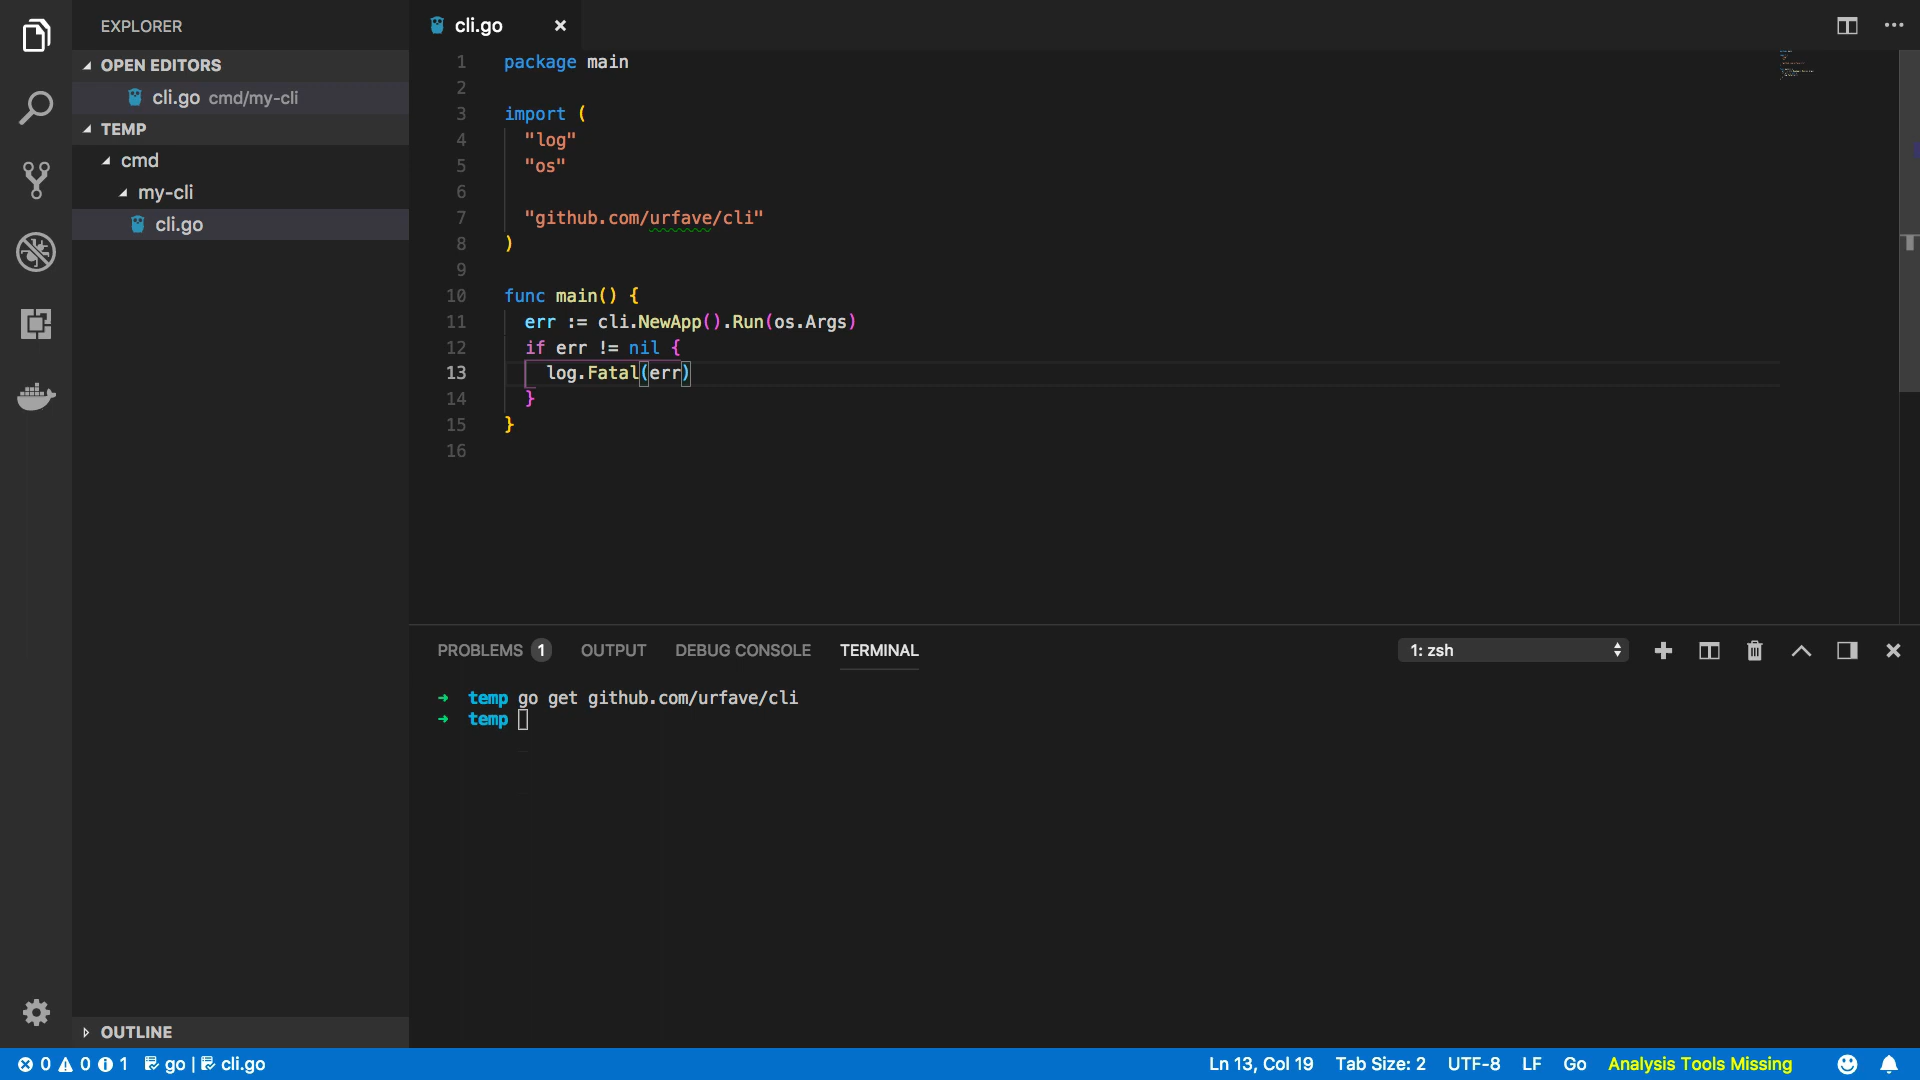 EXPLORER
OPEN EDITORS
cli.go cmd/my-cli
TEMP
cmd
my-cli
cli.go
OUTLINE
cli.go
1 package main
2
3 import (
4 "log"
5 "os"
6
7 "github.com/urfave/cli"
8 )
9
10 func main() {
11 err := cli.NewApp().Run(os.Args)
12 if err != nil {
13 log.Fatal(err)
14 }
15 }
16
PROBLEMS 1 OUTPUT DEBUG CONSOLE TERMINAL 1: zsh
➜ temp go get github.com/urfave/cli
➜ temp
0 0 1 go | cli.go Ln 13, Col 19 Tab Size: 2 UTF-8 LF Go Analysis Tools Missing